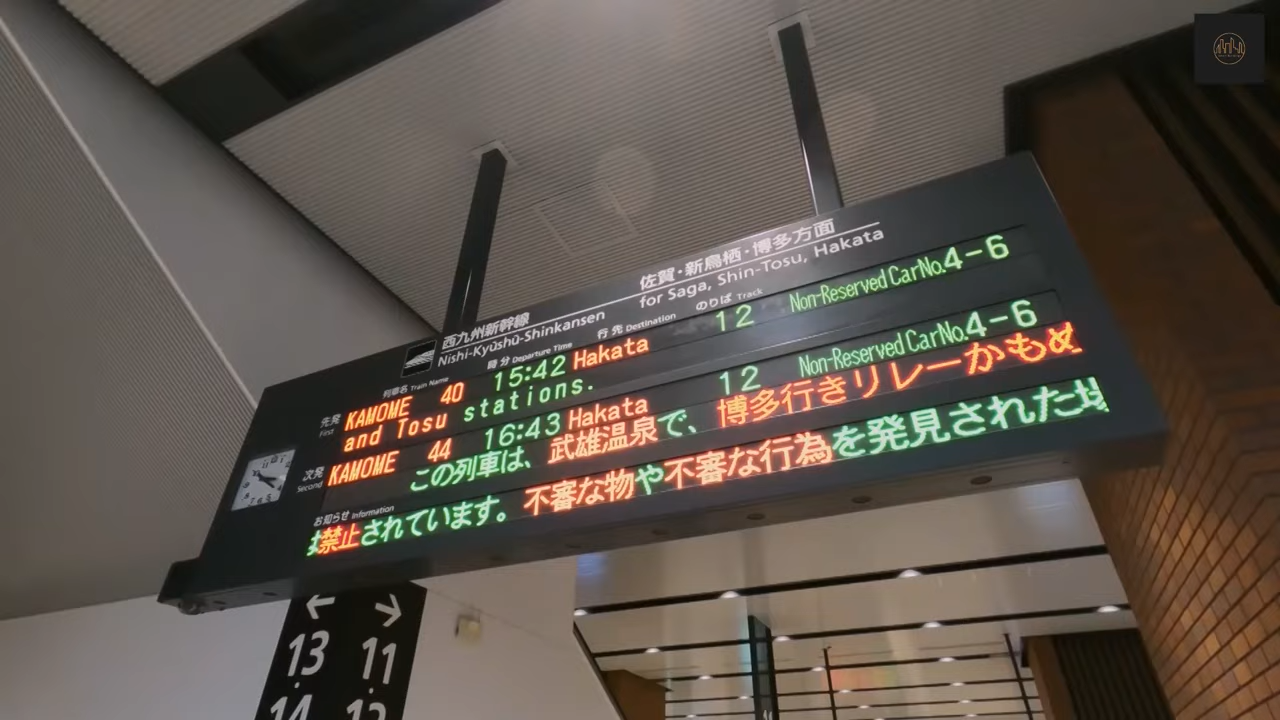 西九州新幹線
Nishi-Kyūshū-Shinkansen
佐賀・新鳥栖・博多方面
for Saga, Shin-Tosu, Hakata
列車名 Train Name
時分 Departure Time
行先 Destination
のりば Track
先発 First
KAMOME 40 15:42 Hakata 12 Non-Reserved CarNo.4-6
and Tosu stations.
次発 Second
KAMOME 44 16:43 Hakata 12 Non-Reserved CarNo.4-6
この列車は、武雄温泉で、博多行きリレーかもめ
お知らせ Information
は禁止されています。不審な物や不審な行為を発見された場
← →
13 11
14 12